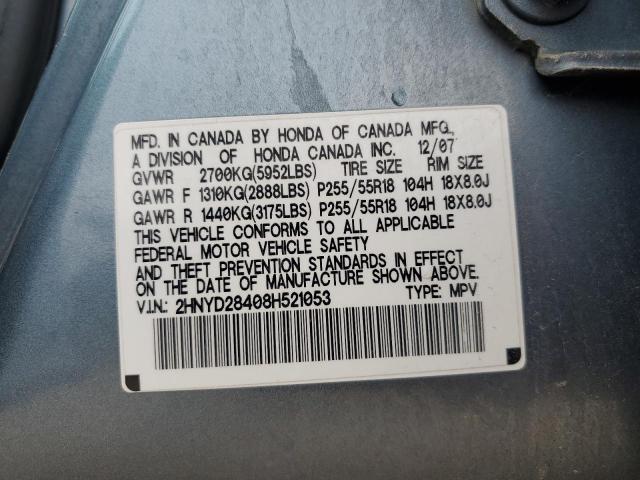 MFD. IN CANADA BY HONDA OF CANADA MFG.,
A DIVISION OF HONDA CANADA INC. 12/07
GVWR 2700KG(5952LBS) TIRE SIZE RIM SIZE
GAWR F 1310KG(2888LBS) P255/55R18 104H 18X8.0J
GAWR R 1440KG(3175LBS) P255/55R18 104H 18X8.0J
THIS VEHICLE CONFORMS TO ALL APPLICABLE
FEDERAL MOTOR VEHICLE SAFETY
AND THEFT PREVENTION STANDARDS IN EFFECT
ON THE DATE OF MANUFACTURE SHOWN ABOVE.
V.I.N.: 2HNYD28408H521053 TYPE: MPV